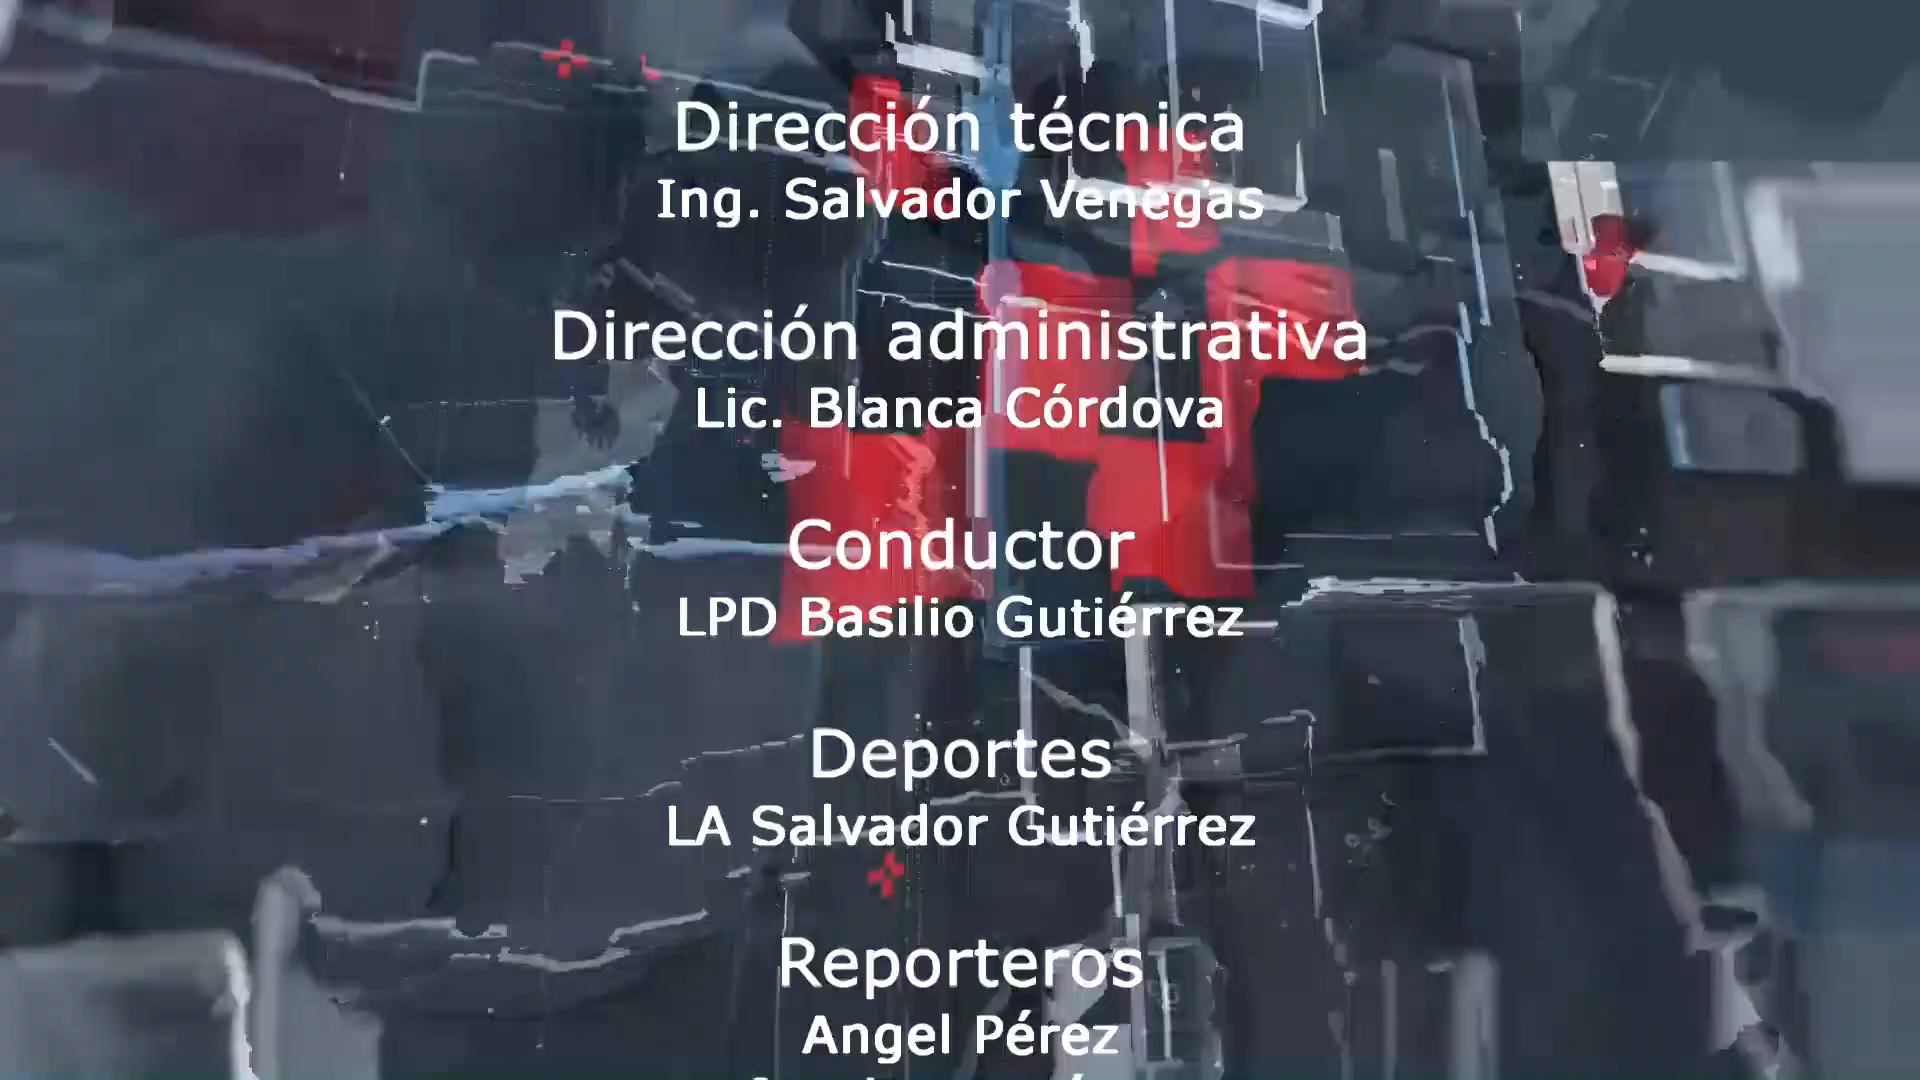 Dirección técnica
Ing. Salvador Venegas
Dirección administrativa
Lic. Blanca Córdova
Conductor
LPD Basilio Gutiérrez
Deportes
LA Salvador Gutiérrez
Reporteros
Angel Pérez